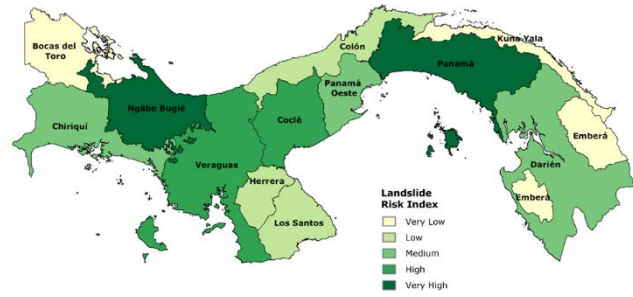 Bocas del
Toro
Colón
Kuna Yala
Panamá
Panamá
Oeste
Ngäbe Buglé
Coclé
Chiriquí
Emberá
Veraguas
Darién
Herrera
Emberá
Los Santos
Landslide
Risk Index
Very Low
Low
Medium
High
Very High